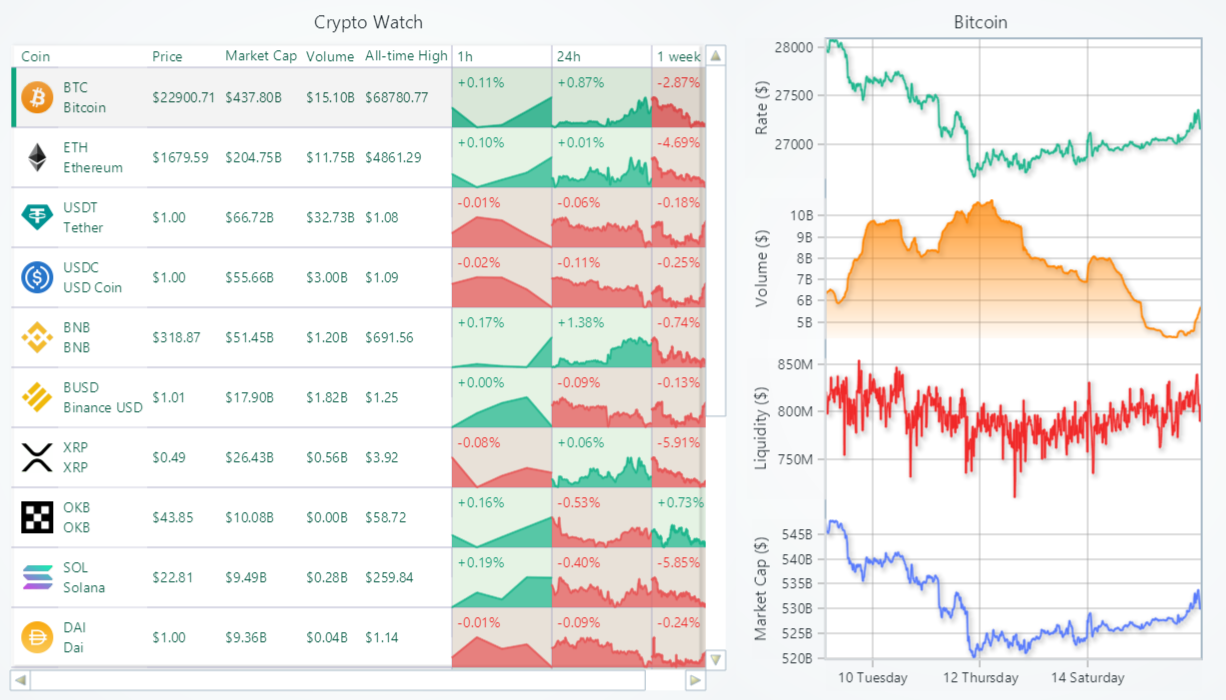 Crypto Watch
Coin Price Market Cap Volume All-time High 1h 24h 1 week
BTC
Bitcoin
$22900.71 $437.80B $15.10B $68780.77 +0.11% +0.87% -2.87%
ETH
Ethereum
$1679.59 $204.75B $11.75B $4861.29 +0.10% +0.01% -4.69%
USDT
Tether
$1.00 $66.72B $32.73B $1.08 -0.01% -0.06% -0.18%
USDC
USD Coin
$1.00 $55.66B $3.00B $1.09 -0.02% -0.11% -0.25%
BNB
BNB
$318.87 $51.45B $1.20B $691.56 +0.17% +1.38% -0.74%
BUSD
Binance USD
$1.01 $17.90B $1.82B $1.25 +0.00% -0.09% -0.13%
XRP
XRP
$0.49 $26.43B $0.56B $3.92 -0.08% +0.06% -5.91%
OKB
OKB
$43.85 $10.08B $0.00B $58.72 +0.16% -0.53% +0.73%
SOL
Solana
$22.81 $9.49B $0.28B $259.84 +0.19% -0.40% -5.85%
DAI
Dai
$1.00 $9.36B $0.04B $1.14 -0.01% -0.09% -0.24%
Bitcoin
Rate ($)
28000
27500
27000
Volume ($)
10B
9B
8B
7B
6B
5B
Liquidity ($)
850M
800M
750M
Market Cap ($)
545B
540B
535B
530B
525B
520B
10 Tuesday 12 Thursday 14 Saturday